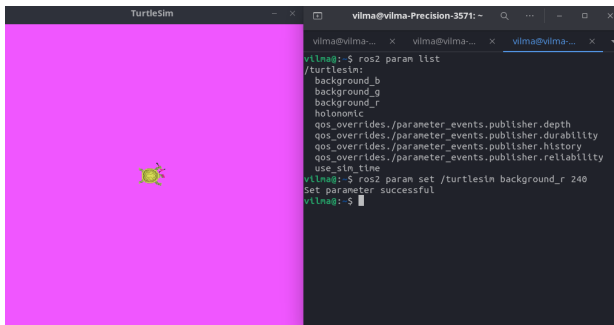 TurtleSim
vilma@vilma-Precision-3571: ~
vilma@vilma-...
vilma@vilma-...
vilma@vilma-...
vilma@:~$ ros2 param list
/turtlesim:
  background_b
  background_g
  background_r
  holonomic
  qos_overrides./parameter_events.publisher.depth
  qos_overrides./parameter_events.publisher.durability
  qos_overrides./parameter_events.publisher.history
  qos_overrides./parameter_events.publisher.reliability
  use_sim_time
vilma@:~$ ros2 param set /turtlesim background_r 240
Set parameter successful
vilma@:~$